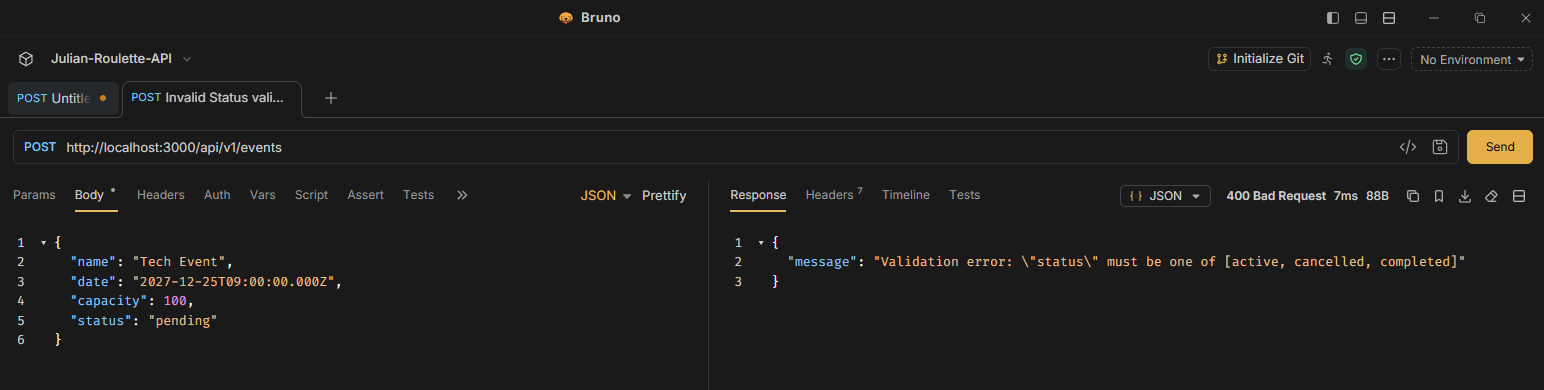 Bruno
Julian-Roulette-API
Initialize Git
No Environment
POST Untitle
POST Invalid Status vali...
POST http://localhost:3000/api/v1/events
Send
Params Body Headers Auth Vars Script Assert Tests
JSON Prettify
Response Headers 7 Timeline Tests
{ } JSON
400 Bad Request 7ms 88B
1 {
2 "name": "Tech Event",
3 "date": "2027-12-25T09:00:00.000Z",
4 "capacity": 100,
5 "status": "pending"
6 }
1 {
2 "message": "Validation error: \"status\" must be one of [active, cancelled, completed]"
3 }